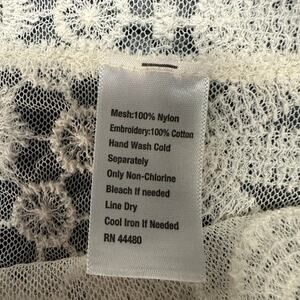 Mesh:100% Nylon
Embroidery:100% Cotton
Hand Wash Cold
Separately
Only Non-Chlorine
Bleach If needed
Line Dry
Cool Iron If Needed
RN 44480